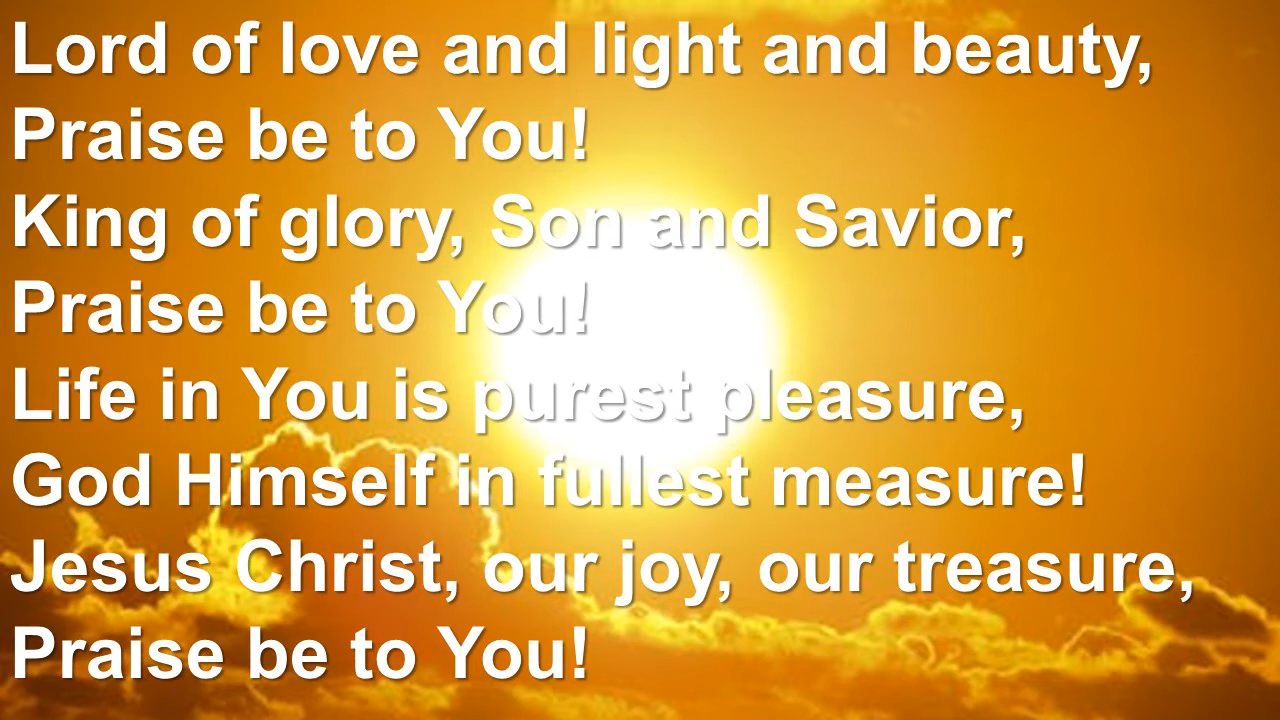 Lord of love and light and beauty,
Praise be to You!
King of glory, Son and Savior,
Praise be to You!
Life in You is purest pleasure,
God Himself in fullest measure!
Jesus Christ, our joy, our treasure,
Praise be to You!